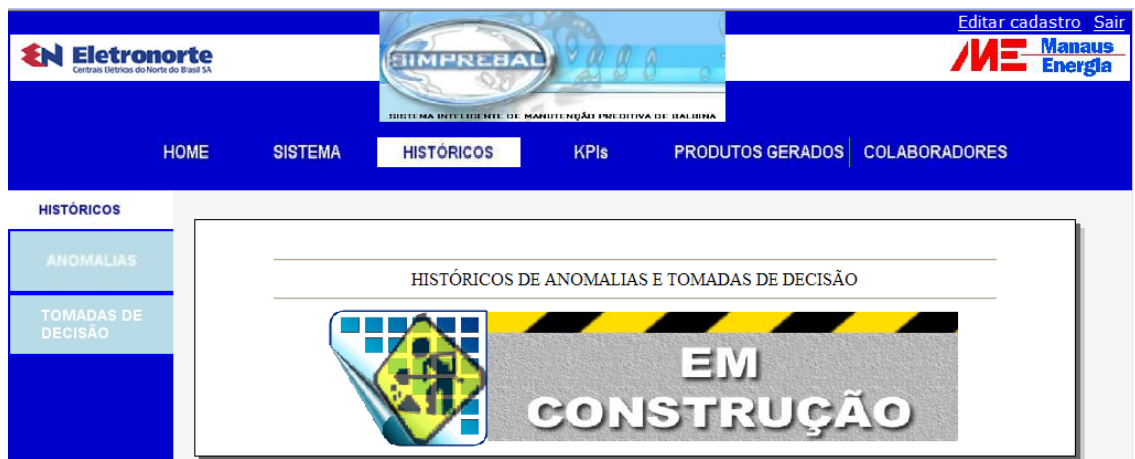 Editar cadastro Sair
Eletronorte
Centrais Elétricas do Norte do Brasil SA
SIMPREBAL
Manaus
Energia
SISTEMA INTELIGENTE DE MANUTENÇÃO PREDITIVA DE BALBINA
HOME SISTEMA HISTÓRICOS KPIs PRODUTOS GERADOS COLABORADORES
HISTÓRICOS
ANOMALIAS
TOMADAS DE
DECISÃO
HISTÓRICOS DE ANOMALIAS E TOMADAS DE DECISÃO
EM
CONSTRUÇÃO